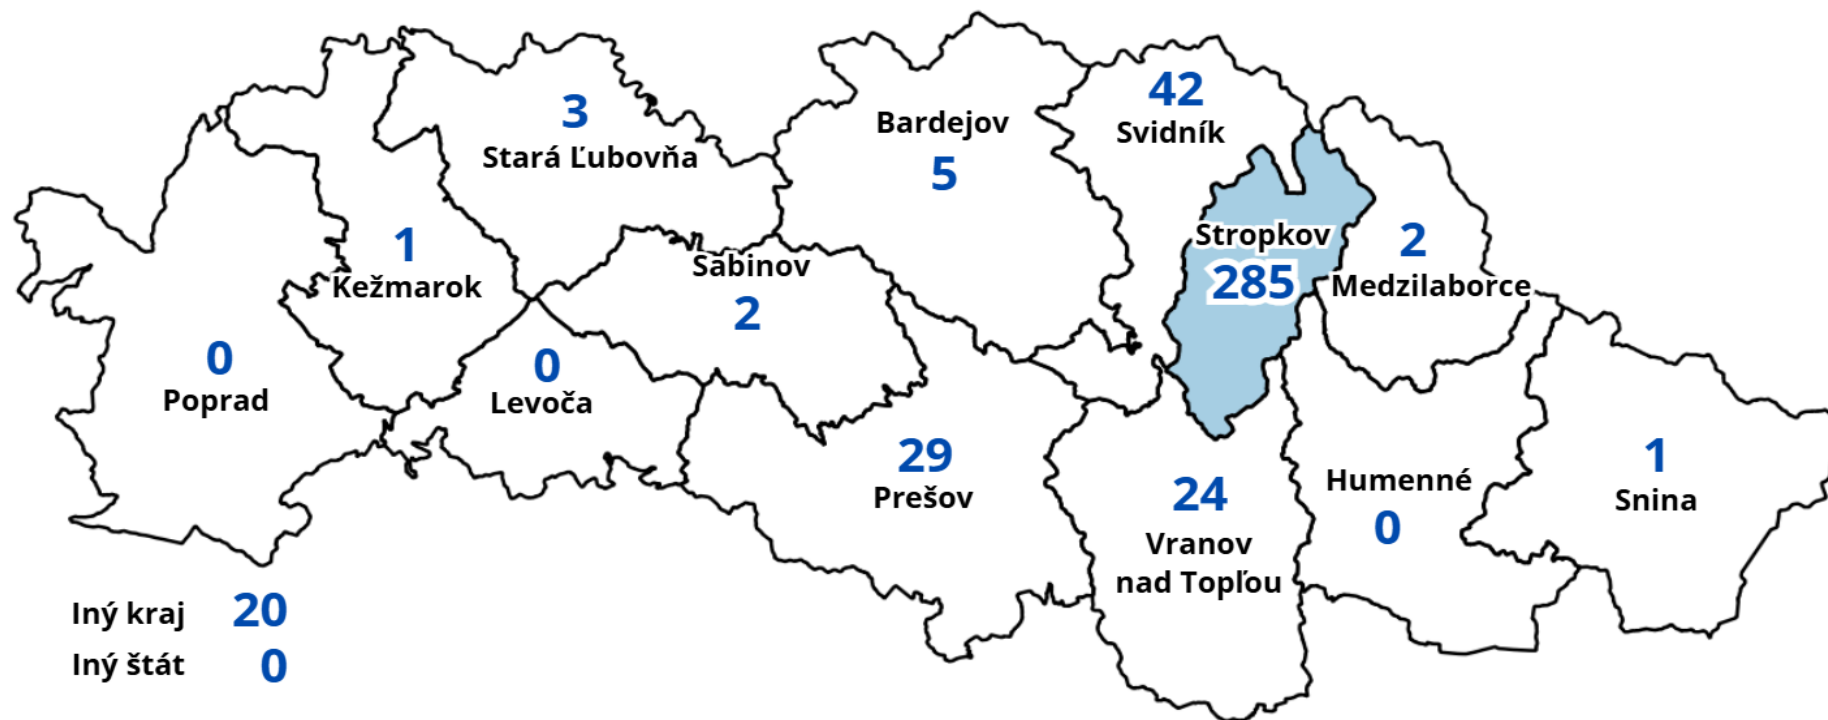 42
Svidník
3
Stará Ľubovňa
Bardejov
5
1
Kežmarok
Sabinov
2
Stropkov
285
2
Medzilaborce
0
Poprad
0
Levoča
29
Prešov
24
Vranov
nad Topľou
Humenné
0
1
Snina
Iný kraj 20
Iný štát 0